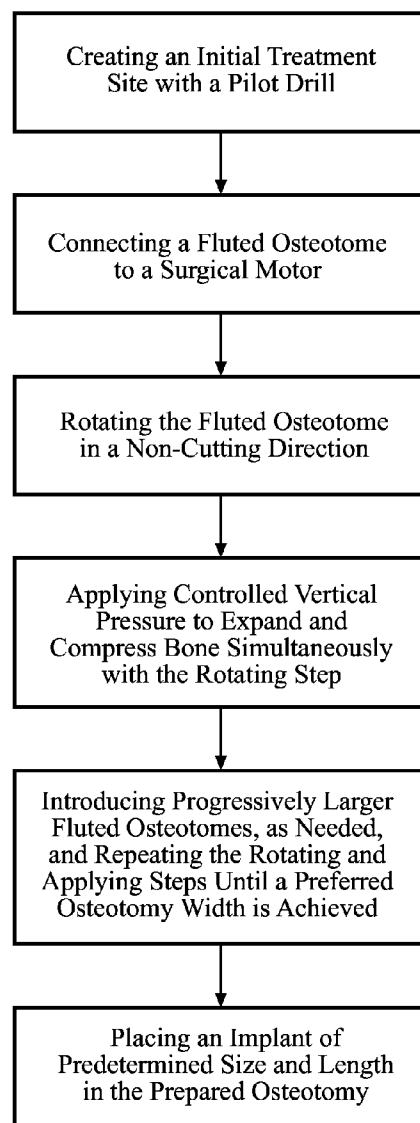 Creating an Initial Treatment
Site with a Pilot Drill
Connecting a Fluted Osteotome
to a Surgical Motor
Rotating the Fluted Osteotome
in a Non-Cutting Direction
Applying Controlled Vertical
Pressure to Expand and
Compress Bone Simultaneously
with the Rotating Step
Introducing Progressively Larger
Fluted Osteotomes, as Needed,
and Repeating the Rotating and
Applying Steps Until a Preferred
Osteotomy Width is Achieved
Placing an Implant of
Predetermined Size and Length
in the Prepared Osteotomy